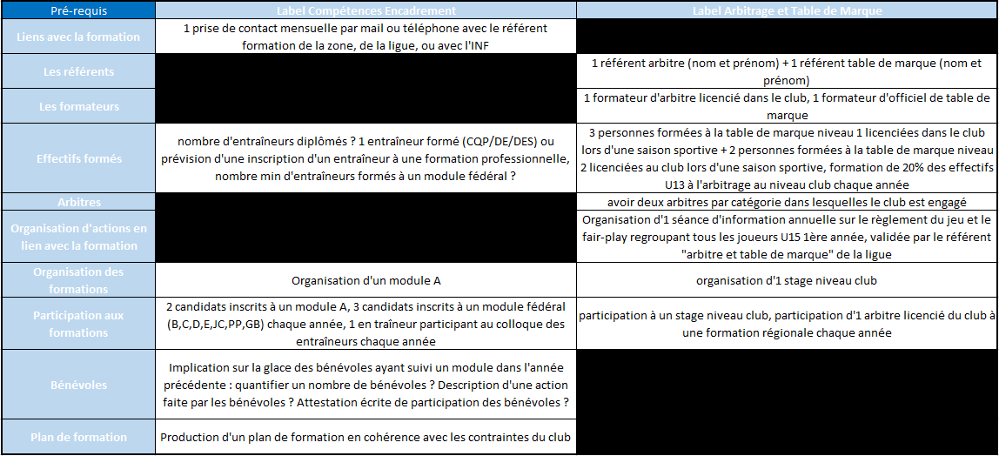 Pré-requis
Label Compétences Encadrement
Label Arbitrage et Table de Marque
Liens avec la formation
1 prise de contact mensuelle par mail ou téléphone avec le référent
formation de la zone, de la ligue, ou avec l'INF
Les référents
1 référent arbitre (nom et prénom) + 1 référent table de marque (nom et
prénom)
Les formateurs
1 formateur d'arbitre licencié dans le club, 1 formateur d'officiel de table de
marque
Effectifs formés
nombre d'entraîneurs diplômés ? 1 entraîneur formé (CQP/DE/DES) ou
prévision d'une inscription d'un entraîneur à une formation professionnelle,
nombre min d'entraîneurs formés à un module fédéral ?
3 personnes formées à la table de marque niveau 1 licenciées dans le club
lors d'une saison sportive + 2 personnes formées à la table de marque niveau
2 licenciées au club lors d'une saison sportive, formation de 20% des effectifs
U13 à l'arbitrage au niveau club chaque année
Arbitres
avoir deux arbitres par catégorie dans lesquelles le club est engagé
Organisation d'actions en
lien avec la formation
Organisation d'1 séance d'information annuelle sur le règlement du jeu et le
fair-play regroupant tous les joueurs U15 1ère année, validée par le référent
"arbitre et table de marque" de la ligue
Organisation des
formations
Organisation d'un module A
organisation d'1 stage niveau club
Participation aux
formations
2 candidats inscrits à un module A, 3 candidats inscrits à un module fédéral
(B,C,D,E,JC,PP,GB) chaque année, 1 en traîneur participant au colloque des
entraîneurs chaque année
participation à un stage niveau club, participation d'1 arbitre licencié du club à
une formation régionale chaque année
Bénévoles
Implication sur la glace des bénévoles ayant suivi un module dans l'année
précédente : quantifier un nombre de bénévoles ? Description d'une action
faite par les bénévoles ? Attestation écrite de participation des bénévoles ?
Plan de formation
Production d'un plan de formation en cohérence avec les contraintes du club